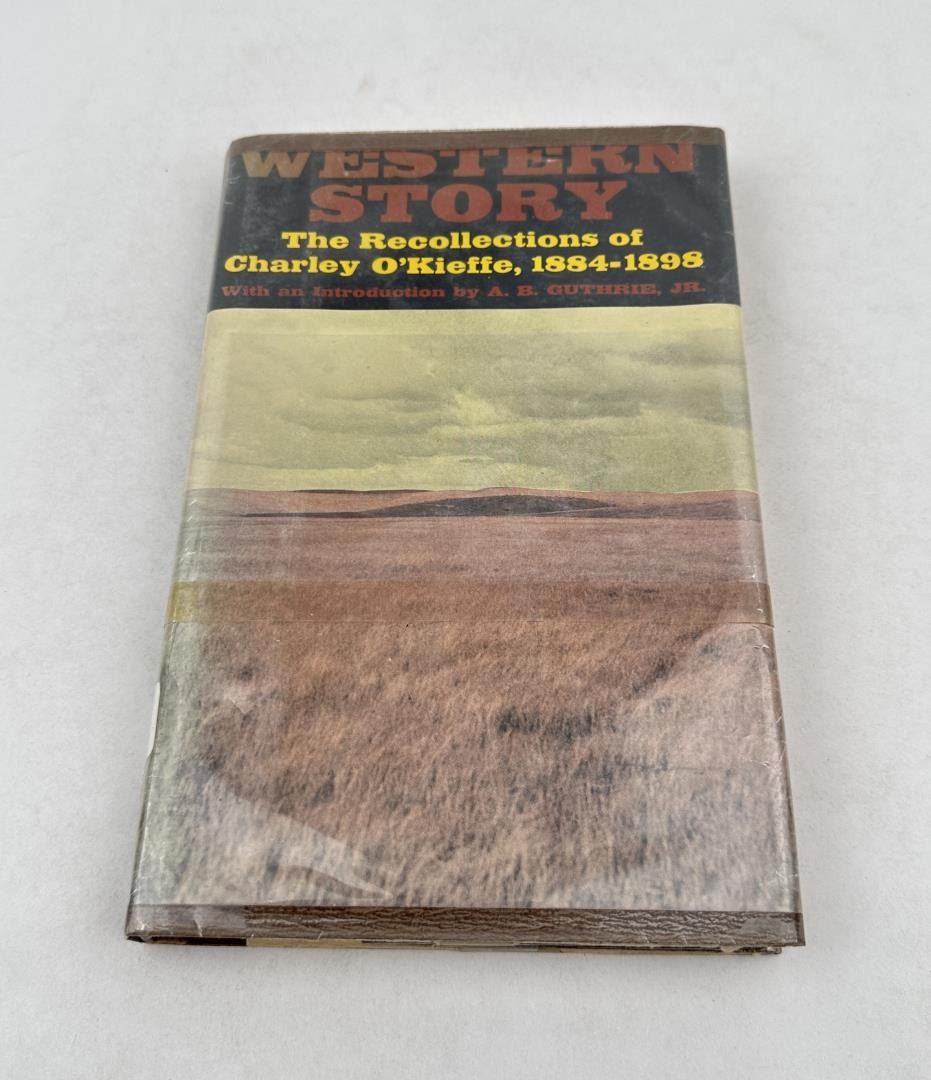 WESTERN
STORY
The Recollections of
Charley O'Kieffe, 1884-1898
With an Introduction by A. B. GUTHRIE, JR.